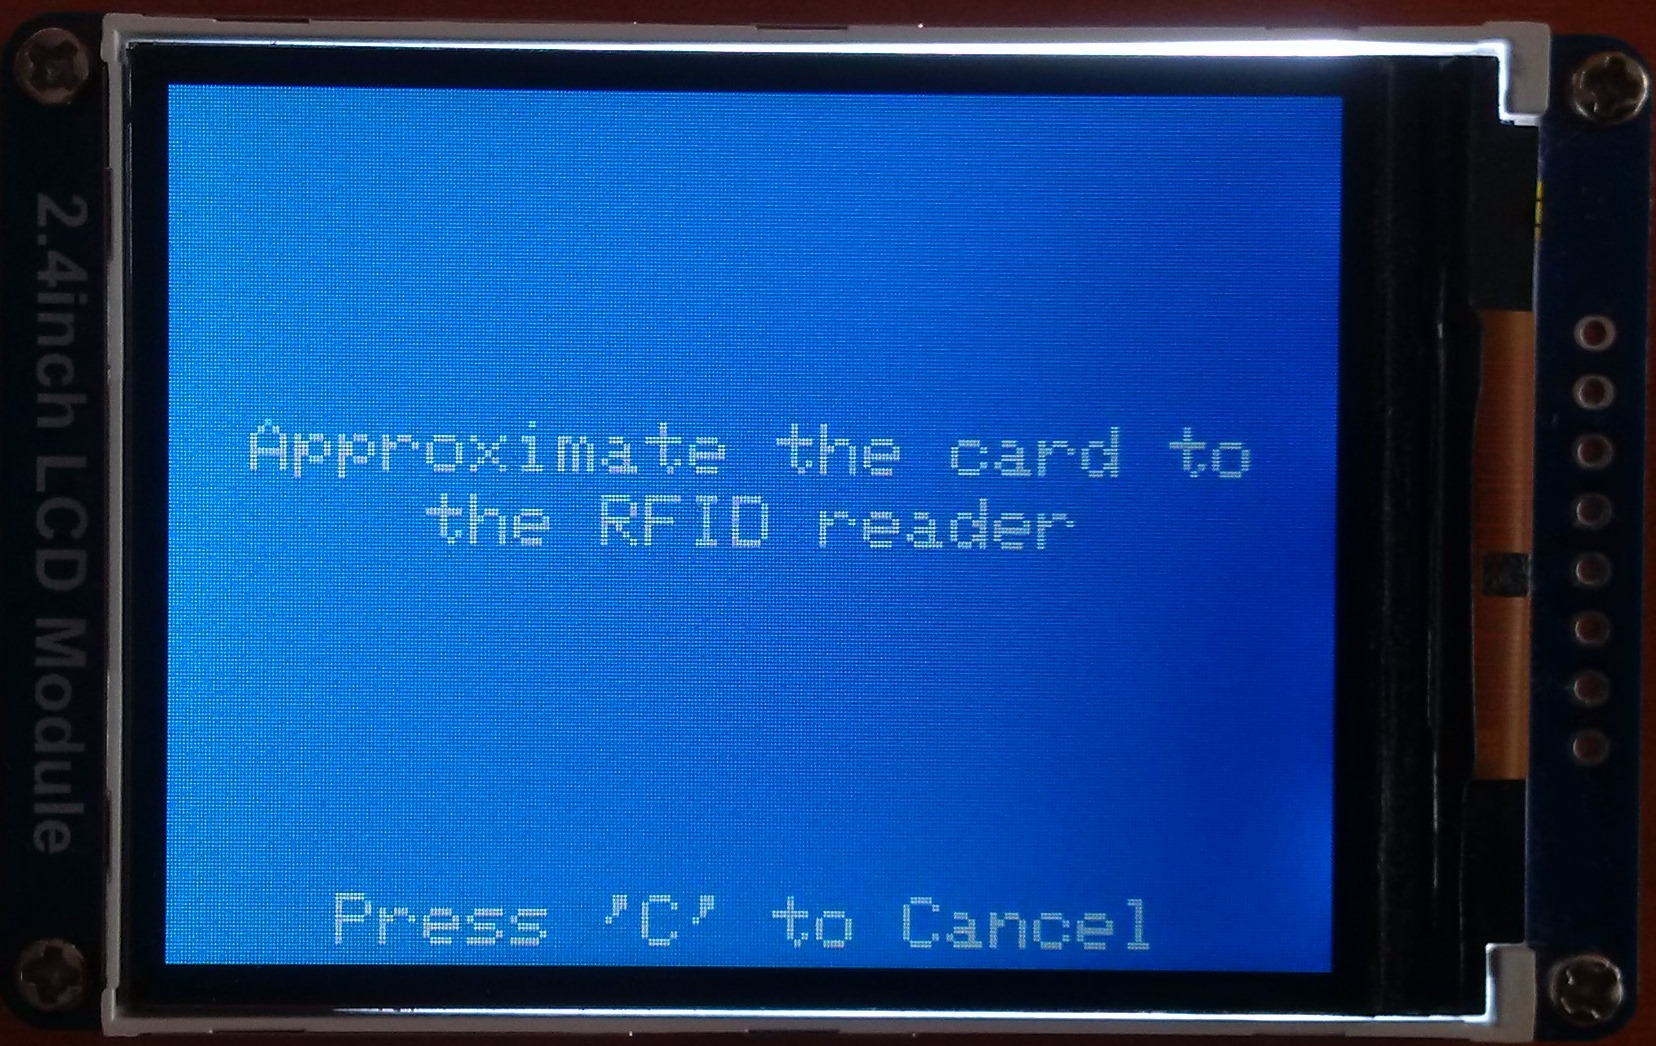 2.4inch LCD Module
Approximate the card to
the RFID reader
Press 'C' to Cancel